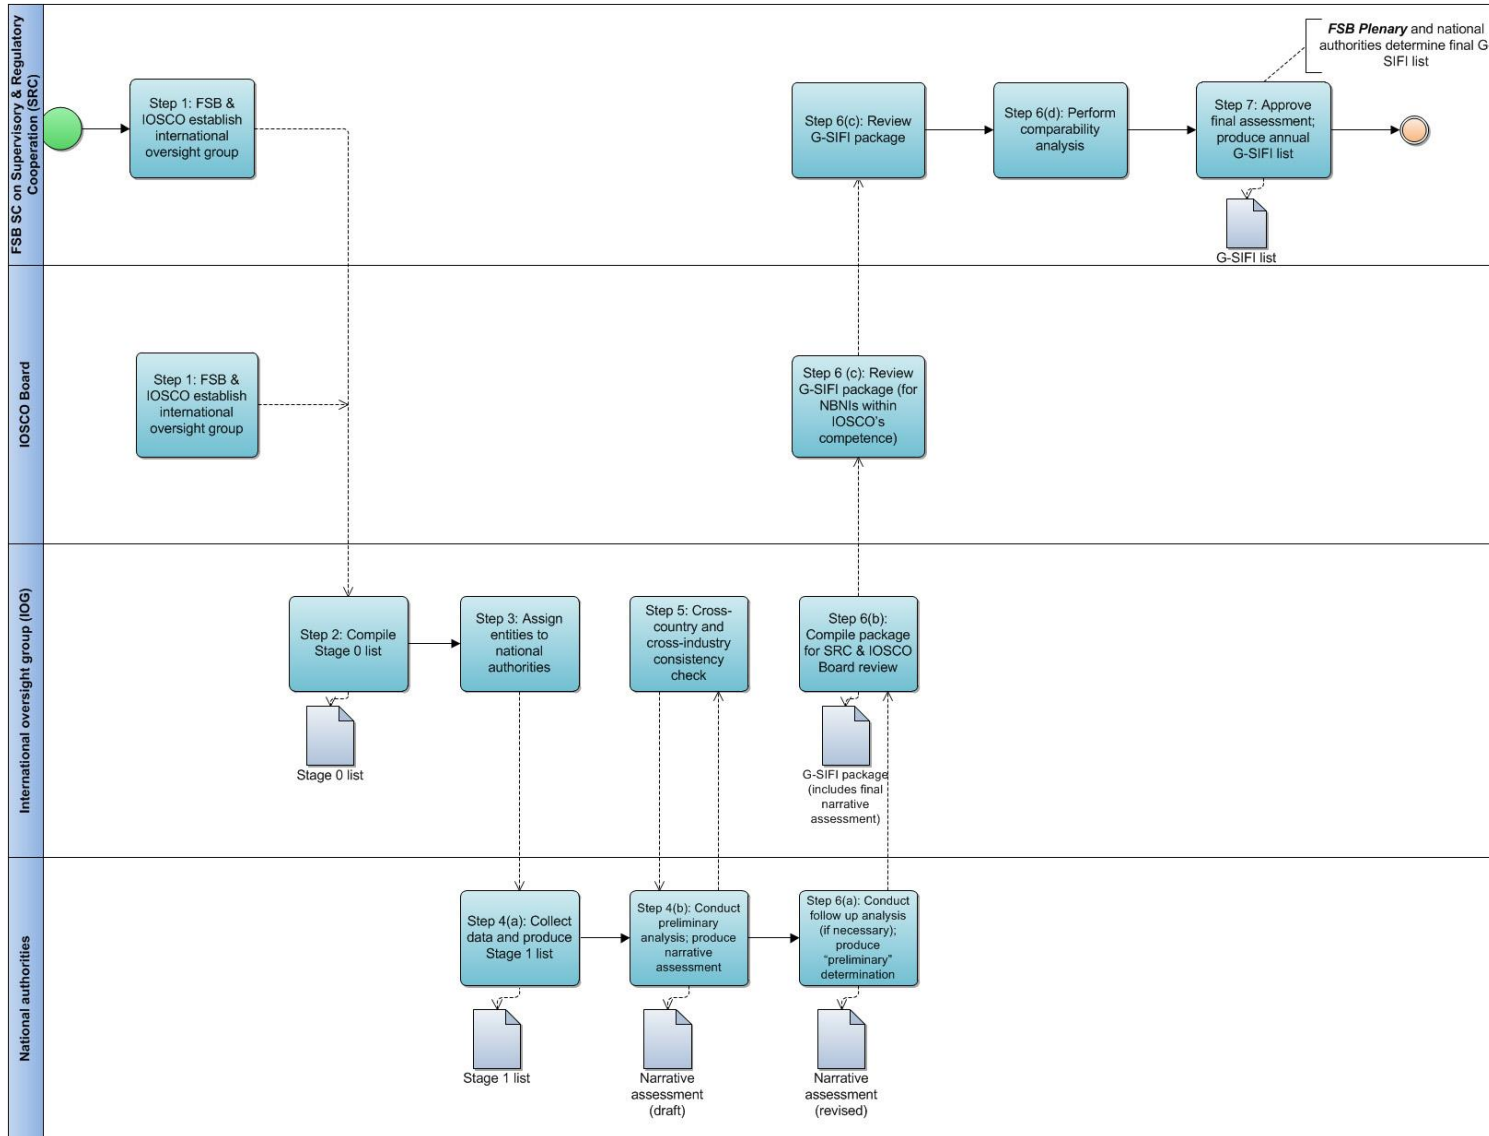 FSB SC on Supervisory & Regulatory
Cooperation (SRC)
Step 1: FSB &
IOSCO establish
international
oversight group
Step 6(c): Review
G-SIFI package
Step 6(d): Perform
comparability
analysis
Step 7: Approve
final assessment;
produce annual
G-SIFI list
FSB Plenary and national
authorities determine final G-
SIFI list
G-SIFI list
IOSCO Board
Step 1: FSB &
IOSCO establish
international
oversight group
Step 6 (c): Review
G-SIFI package (for
NBNIs within
IOSCO's
competence)
International oversight group (IOG)
Step 2: Compile
Stage 0 list
Stage 0 list
Step 3: Assign
entities to
national
authorities
Step 5: Cross-
country and
cross-industry
consistency
check
Step 6(b):
Compile package
for SRC & IOSCO
Board review
G-SIFI package
(includes final
narrative
assessment)
National authorities
Step 4(a): Collect
data and produce
Stage 1 list
Stage 1 list
Step 4(b): Conduct
preliminary
analysis; produce
narrative
assessment
Narrative
assessment
(draft)
Step 6(a): Conduct
follow up analysis
(if necessary);
produce
"preliminary"
determination
Narrative
assessment
(revised)